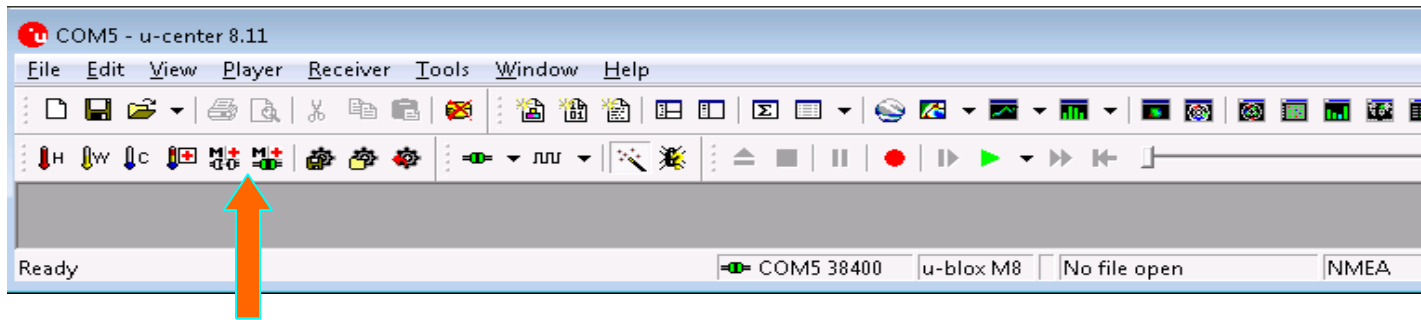 COM5 - u-center 8.11
File Edit View Player Receiver Tools Window Help
H W C M+ M+
Ready COM5 38400 u-blox M8 No file open NMEA